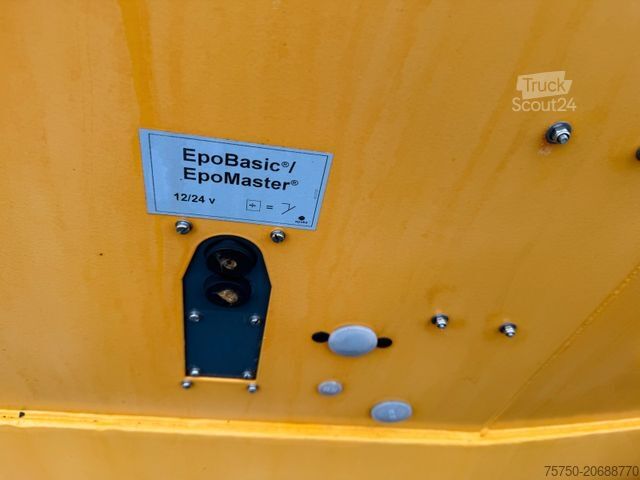 Truck
Scout24
EpoBasic®/
EpoMaster®
12/24 v
=
75750-20688770